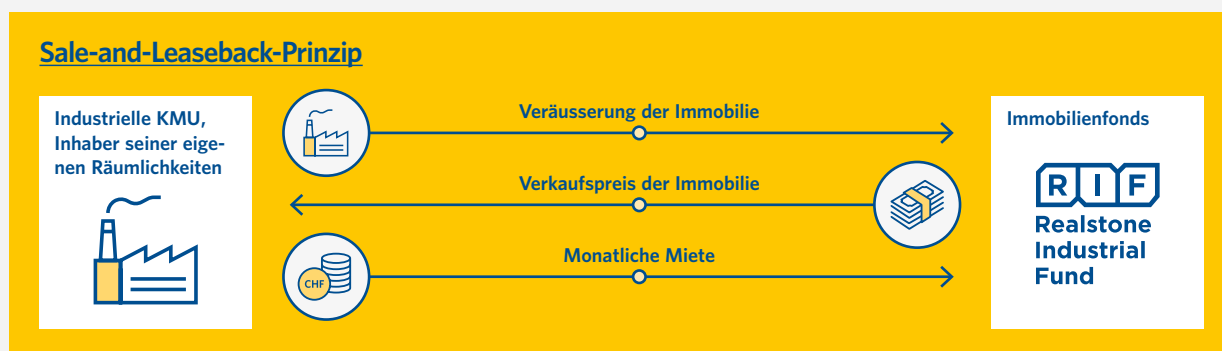 Sale-and-Leaseback-Prinzip
Industrielle KMU,
Inhaber seiner eige-
nen Räumlichkeiten
Veräusserung der Immobilie
Verkaufspreis der Immobilie
CHF
Monatliche Miete
Immobilienfonds
RIF
Realstone
Industrial
Fund